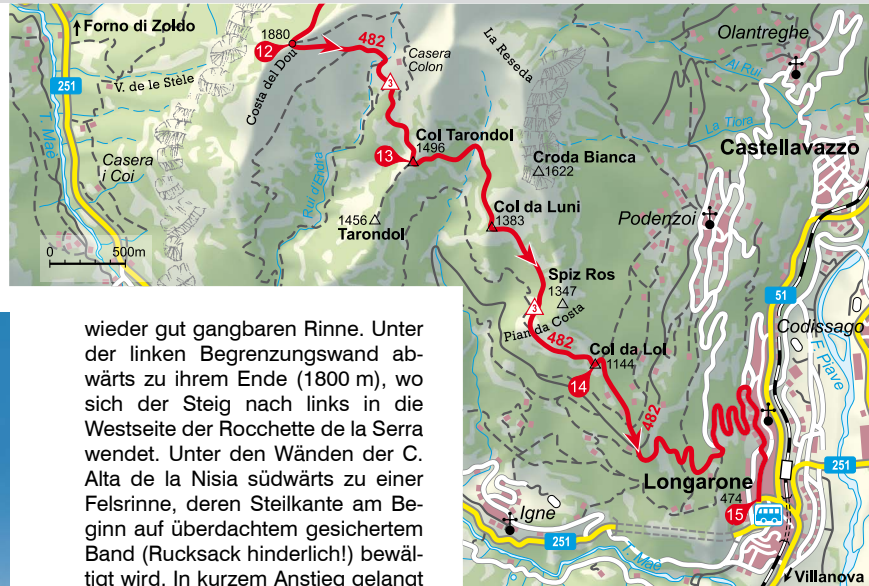 Forno di Zoldo
251
T. Maè
V. de le Stèle
Casera
i Coi
0 500m
12
1880
482
Costa del Dou
Casera
Colon
3
La Reseda
Rui d'Entra
13
Col Tarondol
1496
1456
Tarondol
Croda Bianca
1622
Col da Luni
1383
Spiz Ros
1347
3
Pian da Costa
482
Col da Lol
1144
14
482
Olantreghe
Al Rui
La Tiora
Castellavazzo
Podenzoi
51
Codissago
F. Piave
Longarone
474
15
251
Igne
251
T. Maè
Villanova
wieder gut gangbaren Rinne. Unter
der linken Begrenzungswand ab-
wärts zu ihrem Ende (1800 m), wo
sich der Steig nach links in die
Westseite der Rocchette de la Serra
wendet. Unter den Wänden der C.
Alta de la Nisia südwärts zu einer
Felsrinne, deren Steilkante am Be-
ginn auf überdachtem gesichertem
Band (Rucksack hinderlich!) bewäl-
tigt wird. In kurzem Anstieg gelangt